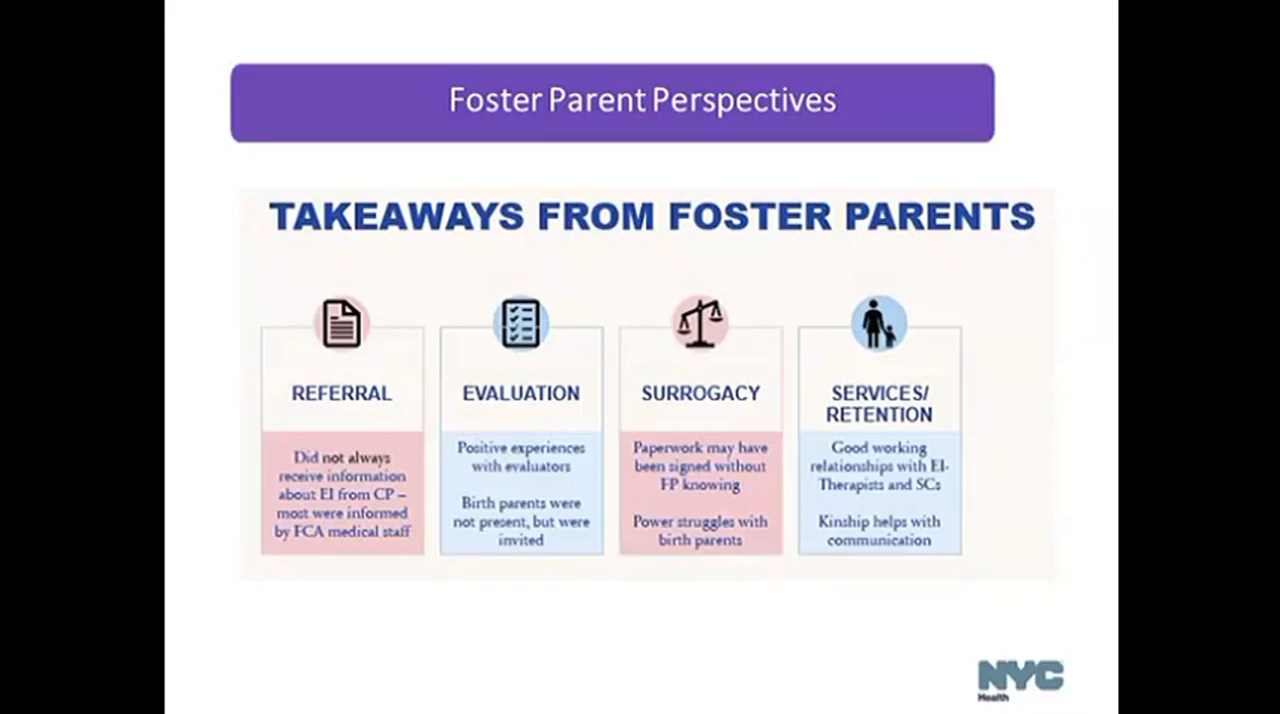 Foster Parent Perspectives
TAKEAWAYS FROM FOSTER PARENTS
REFERRAL
Did not always
receive information
about EI from CP –
most were informed
by FCA medical staff
EVALUATION
Positive experiences
with evaluators
Birth parents were
not present, but were
invited
SURROGACY
Paperwork may have
been signed without
FP knowing
Power struggles with
birth parents
SERVICES/
RETENTION
Good working
relationships with EI-
Therapists and SCs
Kinship helps with
communication
NYC
Health